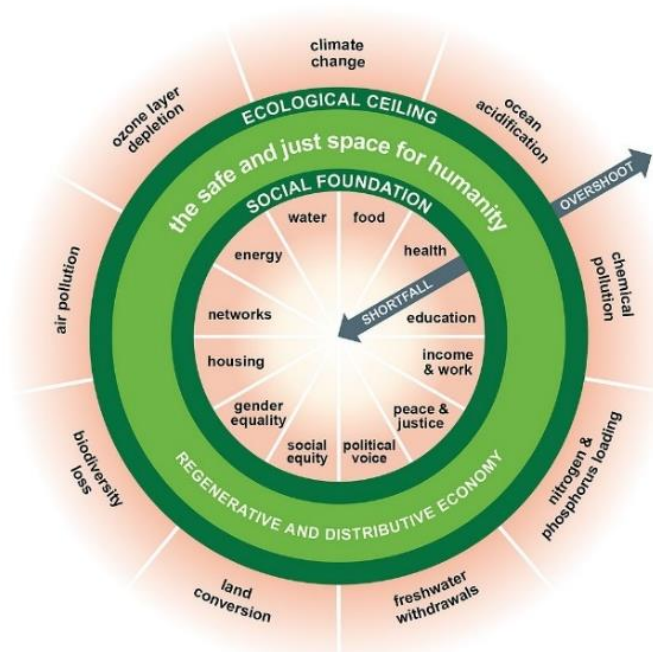 climate
change
ocean
acidification
chemical
pollution
nitrogen &
phosphorus loading
freshwater
withdrawals
land
conversion
biodiversity
loss
air pollution
ozone layer
depletion
ECOLOGICAL CEILING
OVERSHOOT
the safe and just space for humanity
SOCIAL FOUNDATION
water
food
health
SHORTFALL
education
income
& work
peace &
justice
political
voice
social
equity
gender
equality
housing
networks
energy
REGENERATIVE AND DISTRIBUTIVE ECONOMY